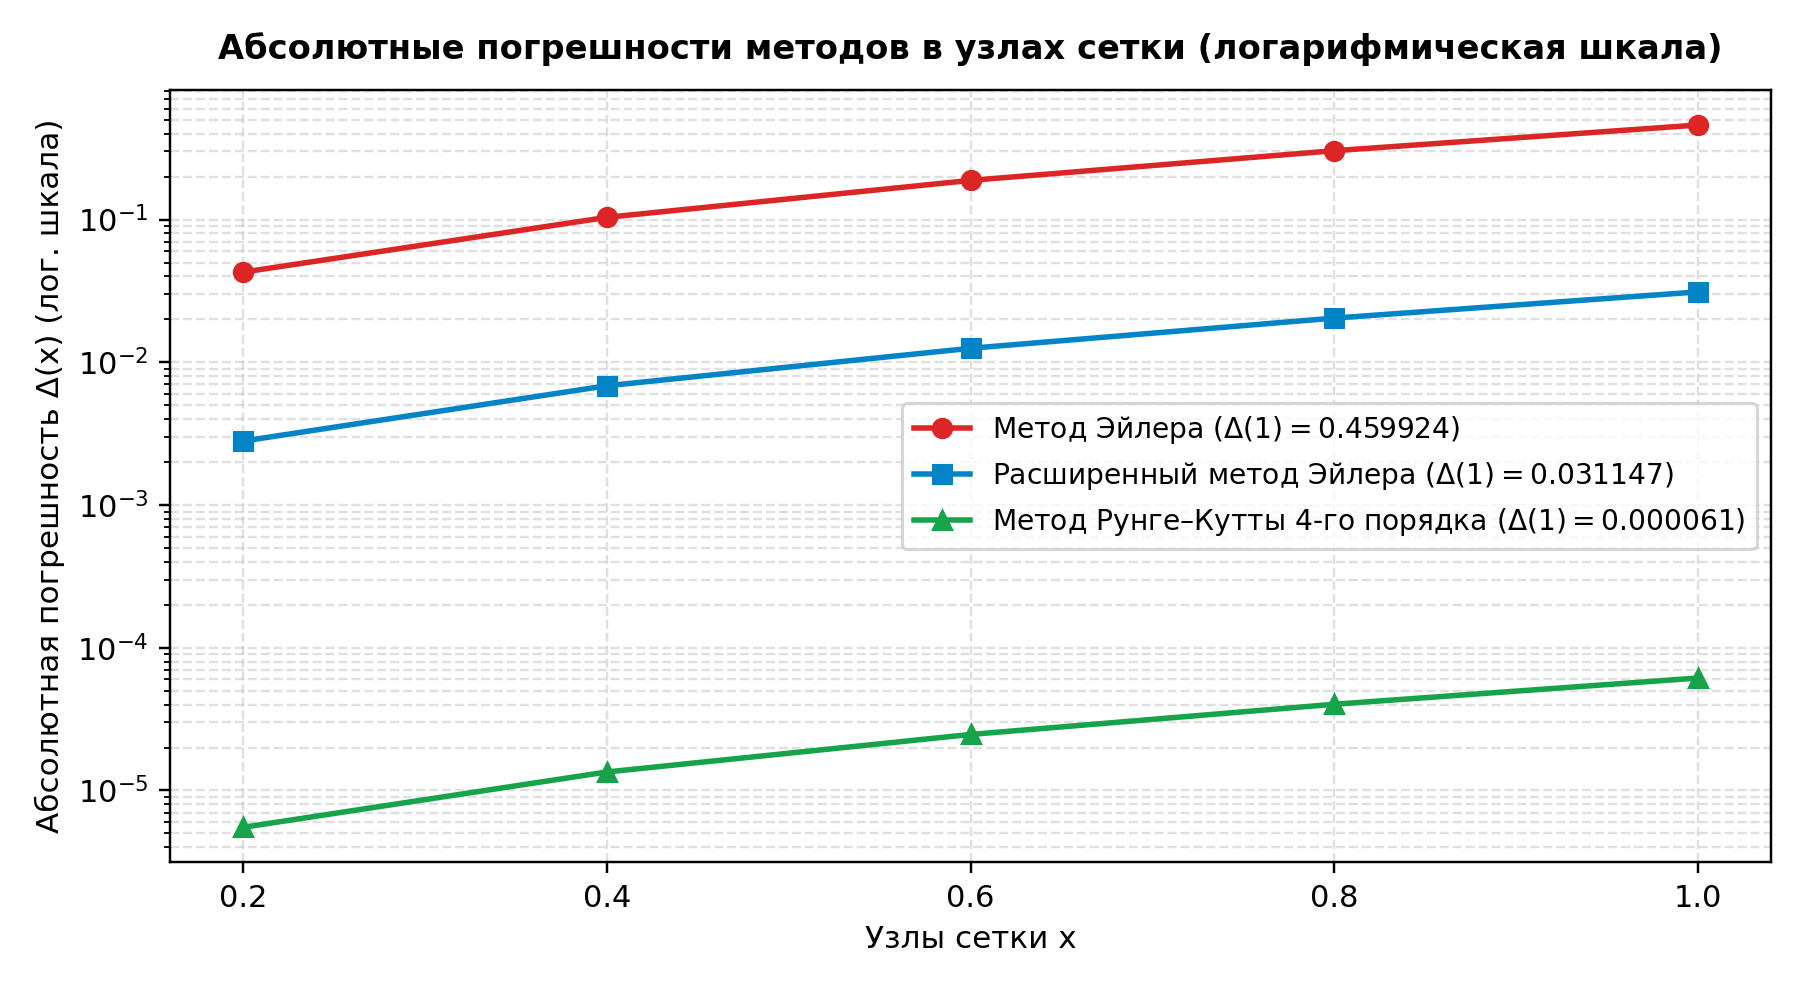 Абсолютные погрешности методов в узлах сетки (логарифмическая шкала)
Абсолютная погрешность Δ(x) (лог. шкала)
10⁻¹
10⁻²
10⁻³
10⁻⁴
10⁻⁵
Метод Эйлера (Δ(1) = 0.459924)
Расширенный метод Эйлера (Δ(1) = 0.031147)
Метод Рунге–Кутты 4-го порядка (Δ(1) = 0.000061)
0.2 0.4 0.6 0.8 1.0
Узлы сетки x